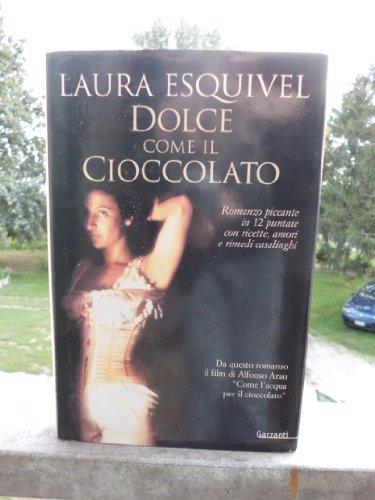 LAURA ESQUIVEL
DOLCE
COME IL
CIOCCOLATO
Romanzo piccante
in 12 puntate
con ricette, amori
e rimedi casalinghi
Da questo romanzo
il film di Alfonso Arau
"Come l'acqua
per il cioccolato"
Garzanti